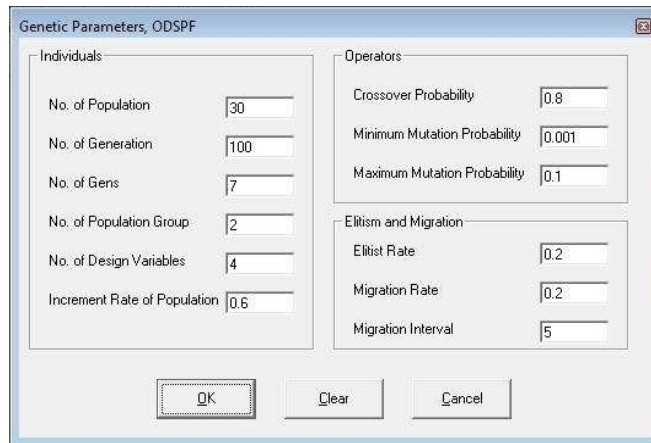 Genetic Parameters, ODSPF
Individuals
No. of Population 30
No. of Generation 100
No. of Gens 7
No. of Population Group 2
No. of Design Variables 4
Increment Rate of Population 0.6
Operators
Crossover Probability 0.8
Minimum Mutation Probability 0.001
Maximum Mutation Probability 0.1
Elitism and Migration
Elitist Rate 0.2
Migration Rate 0.2
Migration Interval 5
OK Clear Cancel